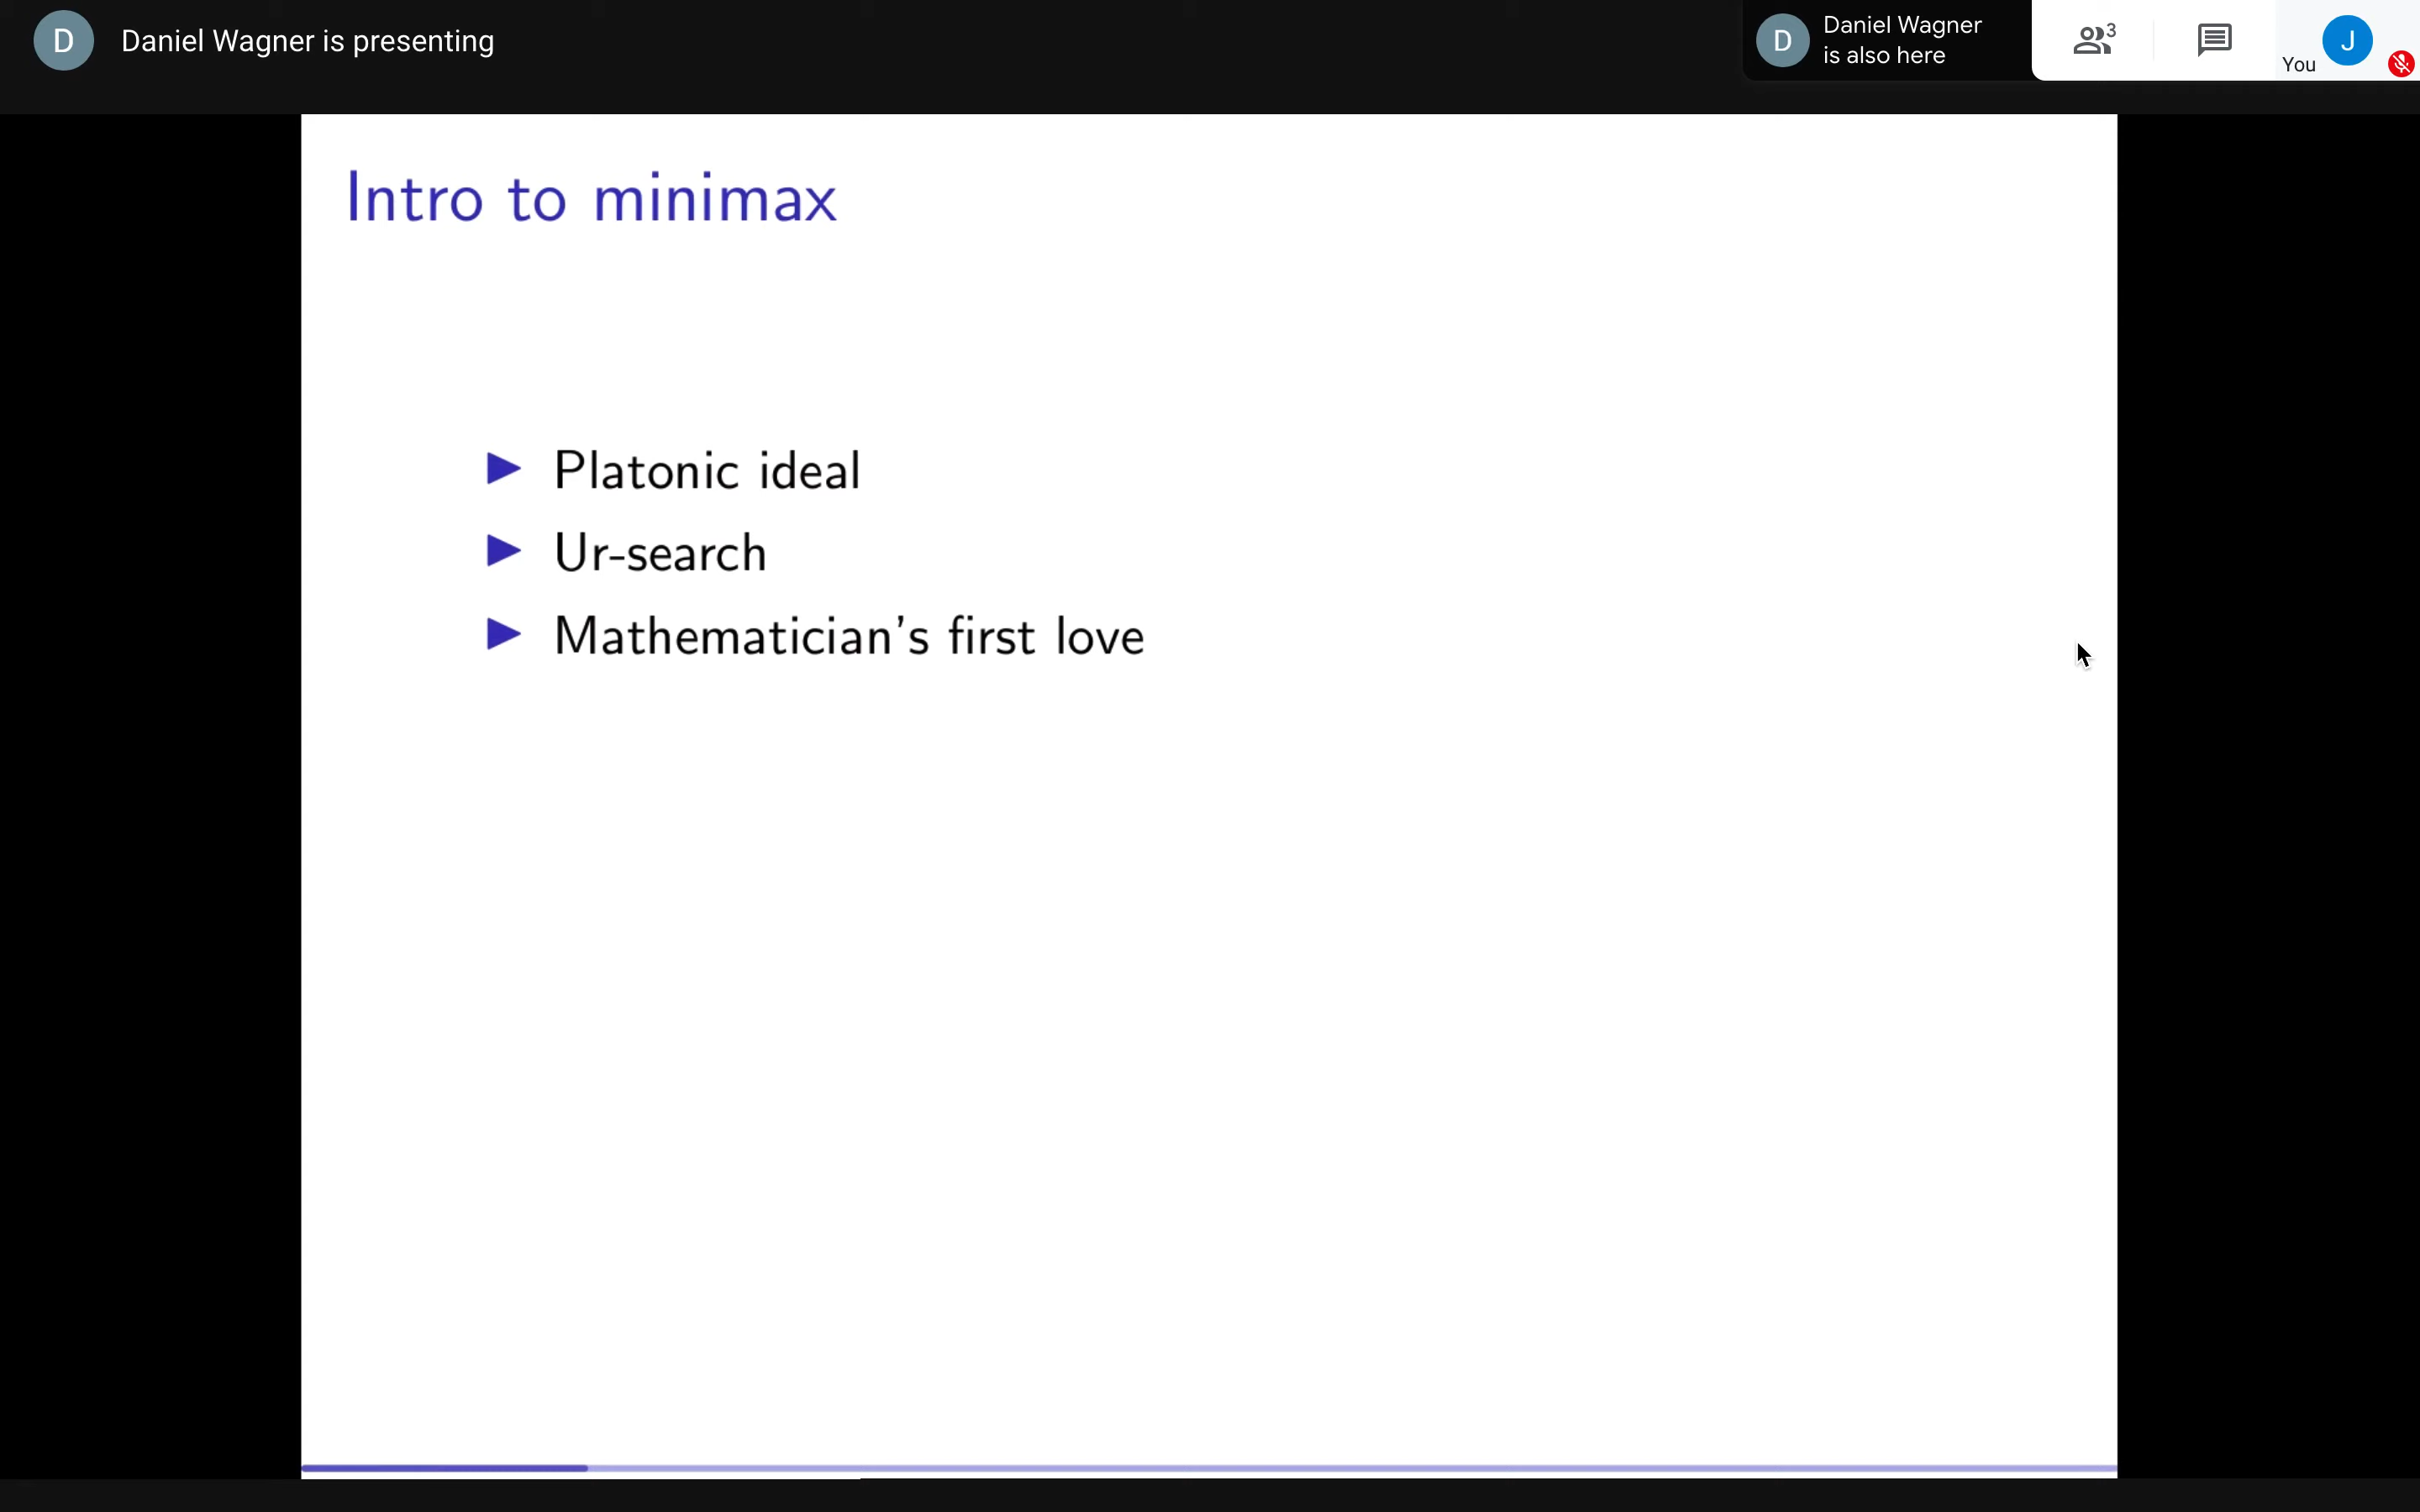 D Daniel Wagner is presenting
D Daniel Wagner
is also here
3
You J
Intro to minimax
Platonic ideal
Ur-search
Mathematician's first love